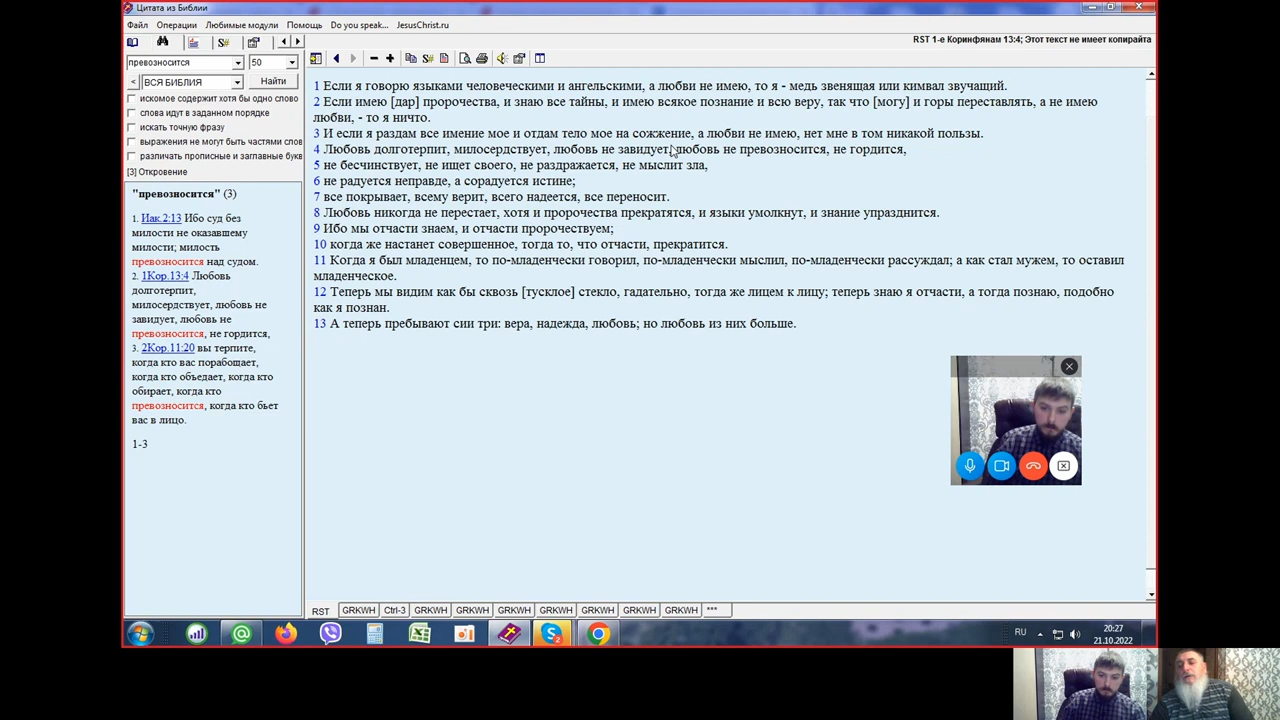 Цитата из Библии
Файл Операции Любимые модули Помощь Do you speak... JesusChrist.ru
RST 1-е Коринфянам 13:4; Этот текст не имеет копирайта
превозносится 50
< ВСЯ БИБЛИЯ Найти
искомое содержит хотя бы одно слово
слова идут в заданном порядке
искать точную фразу
выражения не могут быть частями слов
различать прописные и заглавные букв
[3] Откровение
"превозносится" (3)
1. Иак.2:13 Ибо суд без
милости не оказавшему
милости; милость
превозносится над судом.
2. 1Кор.13:4 Любовь
долготерпит,
милосердствует, любовь не
завидует, любовь не
превозносится, не гордится,
3. 2Кор.11:20 вы терпите,
когда кто вас порабощает,
когда кто объедает, когда кто
обирает, когда кто
превозносится, когда кто бьет
вас в лицо.
1-3
1 Если я говорю языками человеческими и ангельскими, а любви не имею, то я - медь звенящая или кимвал звучащий.
2 Если имею [дар] пророчества, и знаю все тайны, и имею всякое познание и всю веру, так что [могу] и горы переставлять, а не имею
любви, - то я ничто.
3 И если я раздам все имение мое и отдам тело мое на сожжение, а любви не имею, нет мне в том никакой пользы.
4 Любовь долготерпит, милосердствует, любовь не завидует, любовь не превозносится, не гордится,
5 не бесчинствует, не ищет своего, не раздражается, не мыслит зла,
6 не радуется неправде, а сорадуется истине;
7 все покрывает, всему верит, всего надеется, все переносит.
8 Любовь никогда не перестает, хотя и пророчества прекратятся, и языки умолкнут, и знание упразднится.
9 Ибо мы отчасти знаем, и отчасти пророчествуем;
10 когда же настанет совершенное, тогда то, что отчасти, прекратится.
11 Когда я был младенцем, то по-младенчески говорил, по-младенчески мыслил, по-младенчески рассуждал; а как стал мужем, то оставил
младенческое.
12 Теперь мы видим как бы сквозь [тусклое] стекло, гадательно, тогда же лицем к лицу; теперь знаю я отчасти, а тогда познаю, подобно
как я познан.
13 А теперь пребывают сии три: вера, надежда, любовь; но любовь из них больше.
RST GRKWH Ctrl-3 GRKWH GRKWH GRKWH GRKWH GRKWH GRKWH GRKWH ***
RU 20:27
21.10.2022